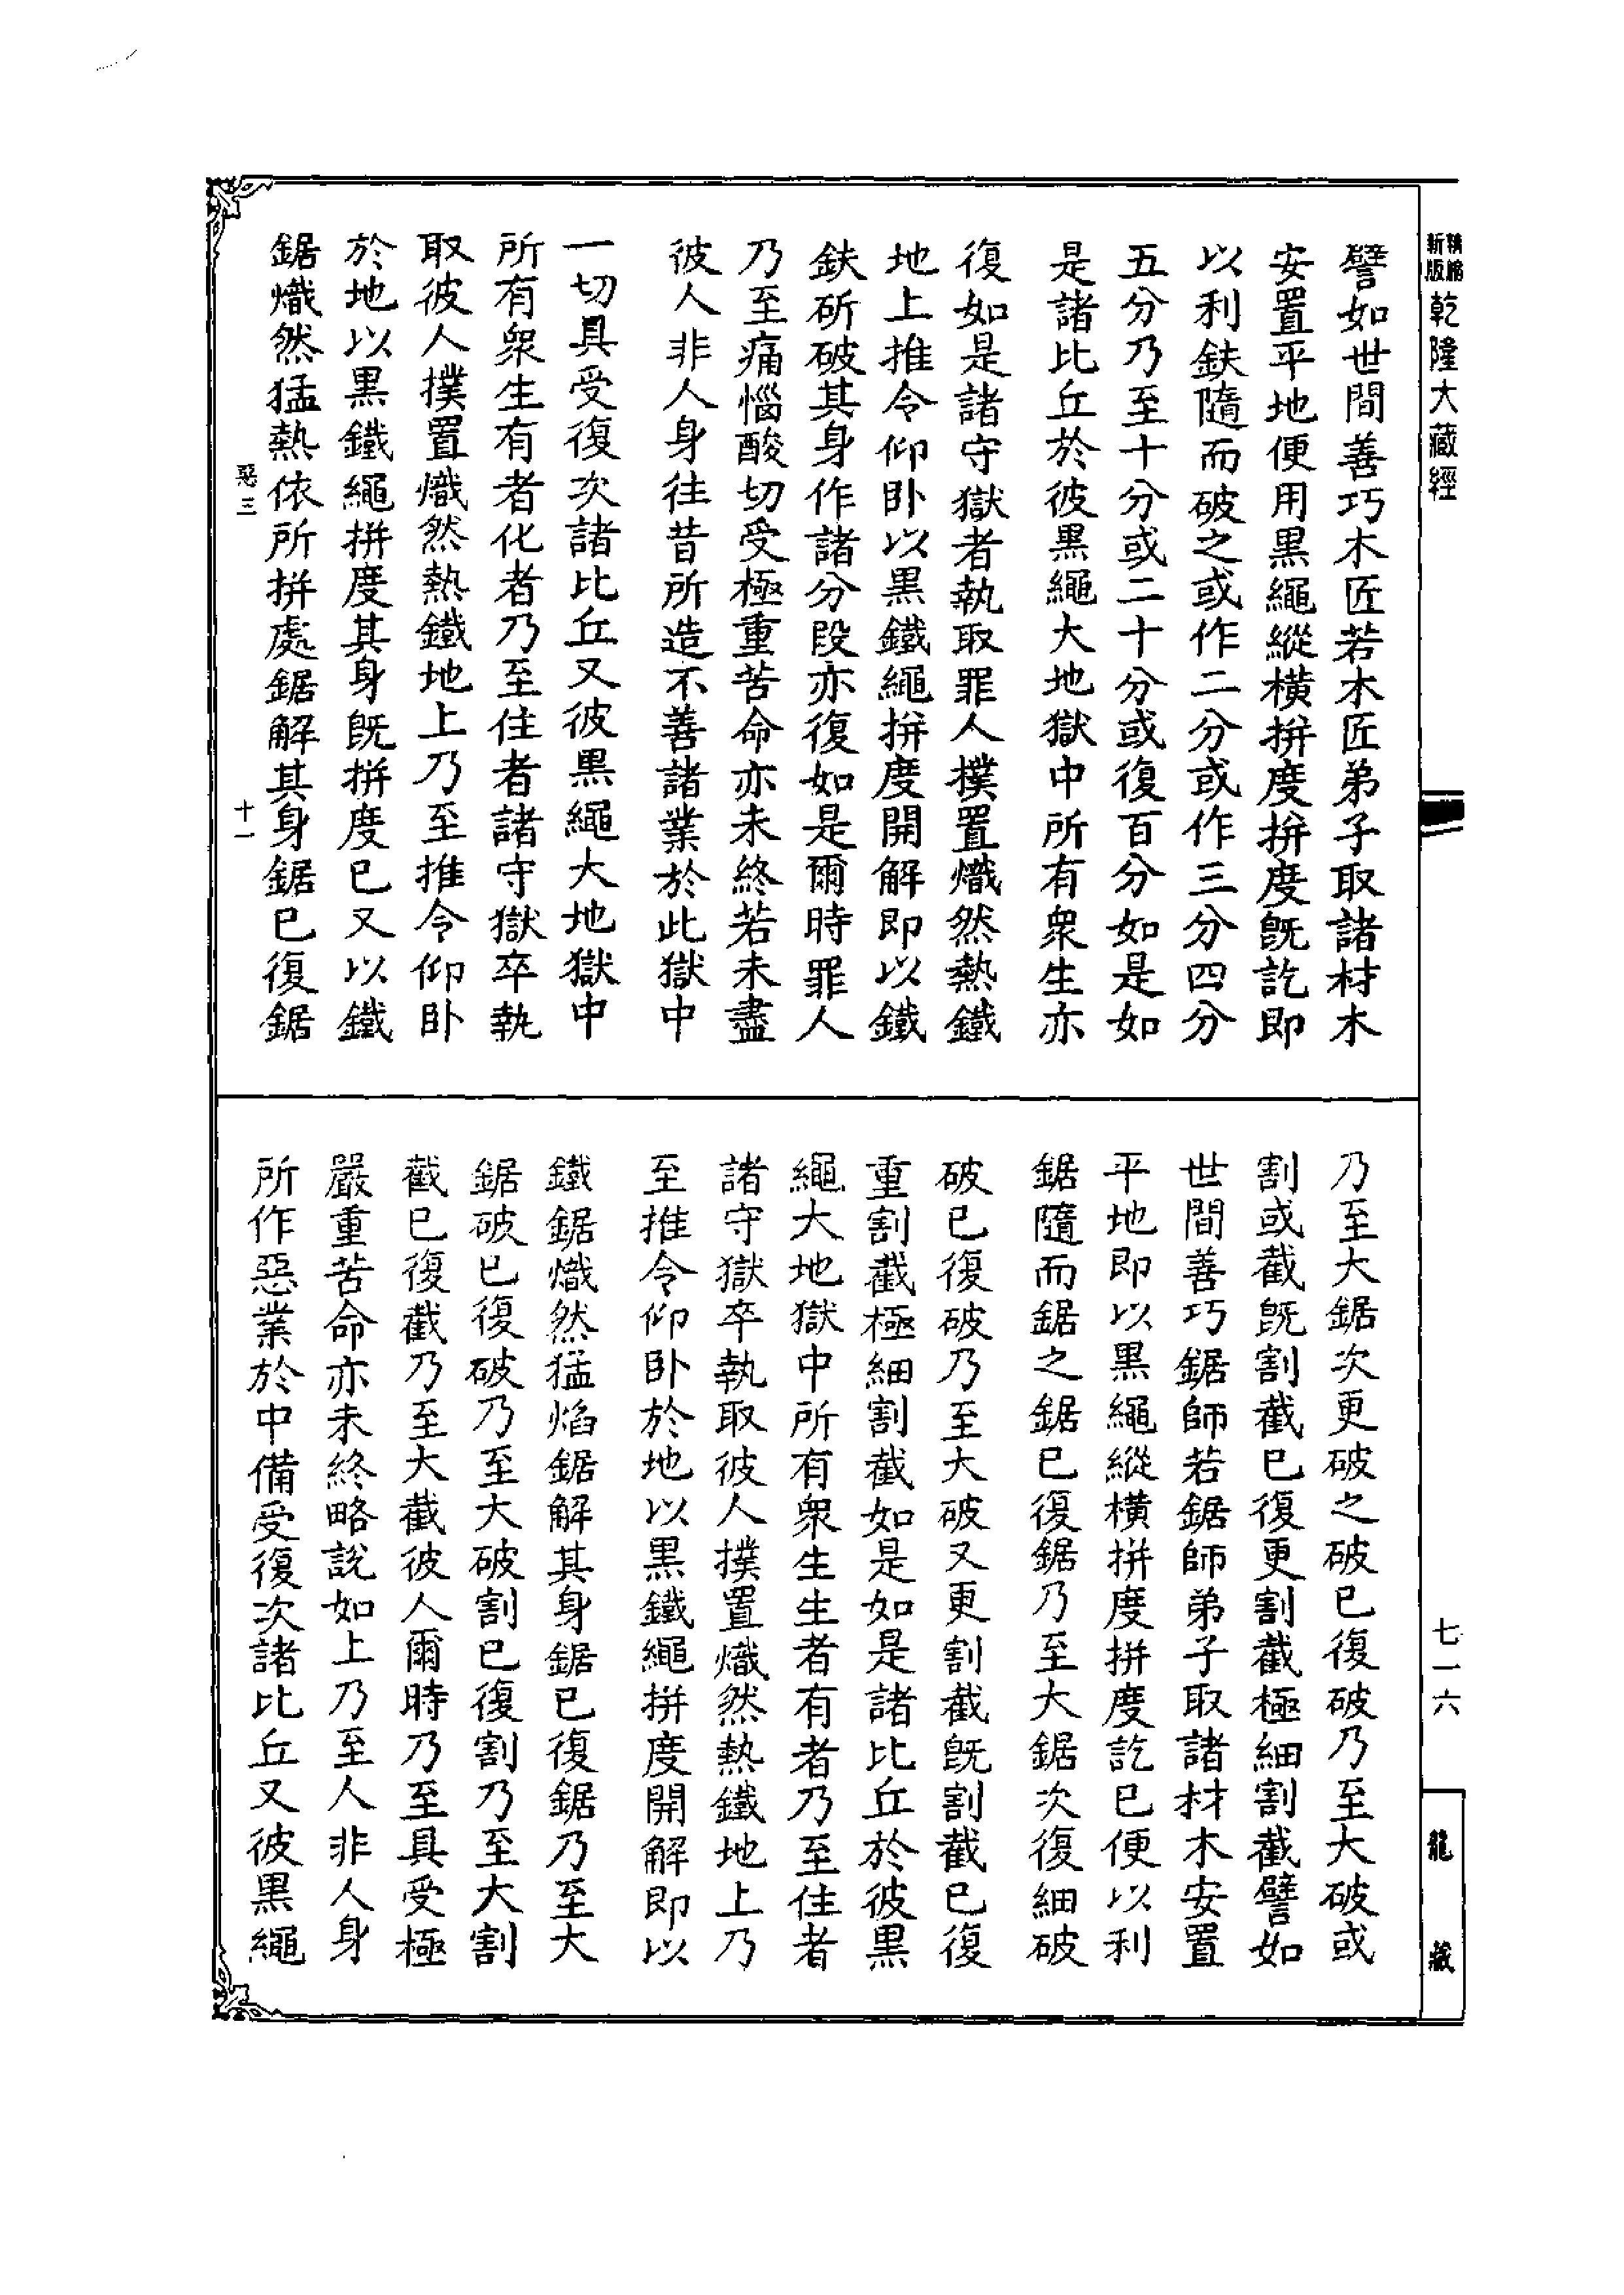 精縮
新版
乾隆大藏經
七一六
龍藏
譬如世間善巧木匠若木匠弟子取諸材木
安置平地便用黑繩縱橫拼度拼度旣訖即
以利鈇隨而破之或作二分或作三分四分
五分乃至十分或二十分或復百分如是如
是諸比丘於彼黑繩大地獄中所有衆生亦
復如是諸守獄者執取罪人撲置熾然熱鐵
地上推令仰卧以黑鐵繩拼度開解即以鐵
鈇斫破其身作諸分段亦復如是爾時罪人
乃至痛惱酸切受極重苦命亦未終若未盡
彼人非人身往昔所造不善諸業於此獄中
一切具受復次諸比丘又彼黑繩大地獄中
所有衆生有者化者乃至住者諸守獄卒執
取彼人撲置熾然熱鐵地上乃至推令仰卧
於地以黑鐵繩拼度其身旣拼度已又以鐵
鋸熾然猛熱依所拼處鋸解其身鋸已復鋸
惡三
十一
乃至大鋸次更破之破已復破乃至大破或
割或截旣割截已復更割截極細割截譬如
世間善巧鋸師若鋸師弟子取諸材木安置
平地即以黑繩縱橫拼度拼度訖已便以利
鋸隨而鋸之鋸已復鋸乃至大鋸次復細破
破已復破乃至大破又更割截旣割截已復
重割截極細割截如是如是諸比丘於彼黑
繩大地獄中所有衆生生者有者乃至住者
諸守獄卒執取彼人撲置熾然熱鐵地上乃
至推令仰卧於地以黑鐵繩拼度開解即以
鐵鋸熾然猛焰鋸解其身鋸已復鋸乃至大
鋸破已復破乃至大破割已復割乃至大割
截已復截乃至大截彼人爾時乃至具受極
嚴重苦命亦未終略說如上乃至人非人身
所作惡業於中備受復次諸比丘又彼黑繩